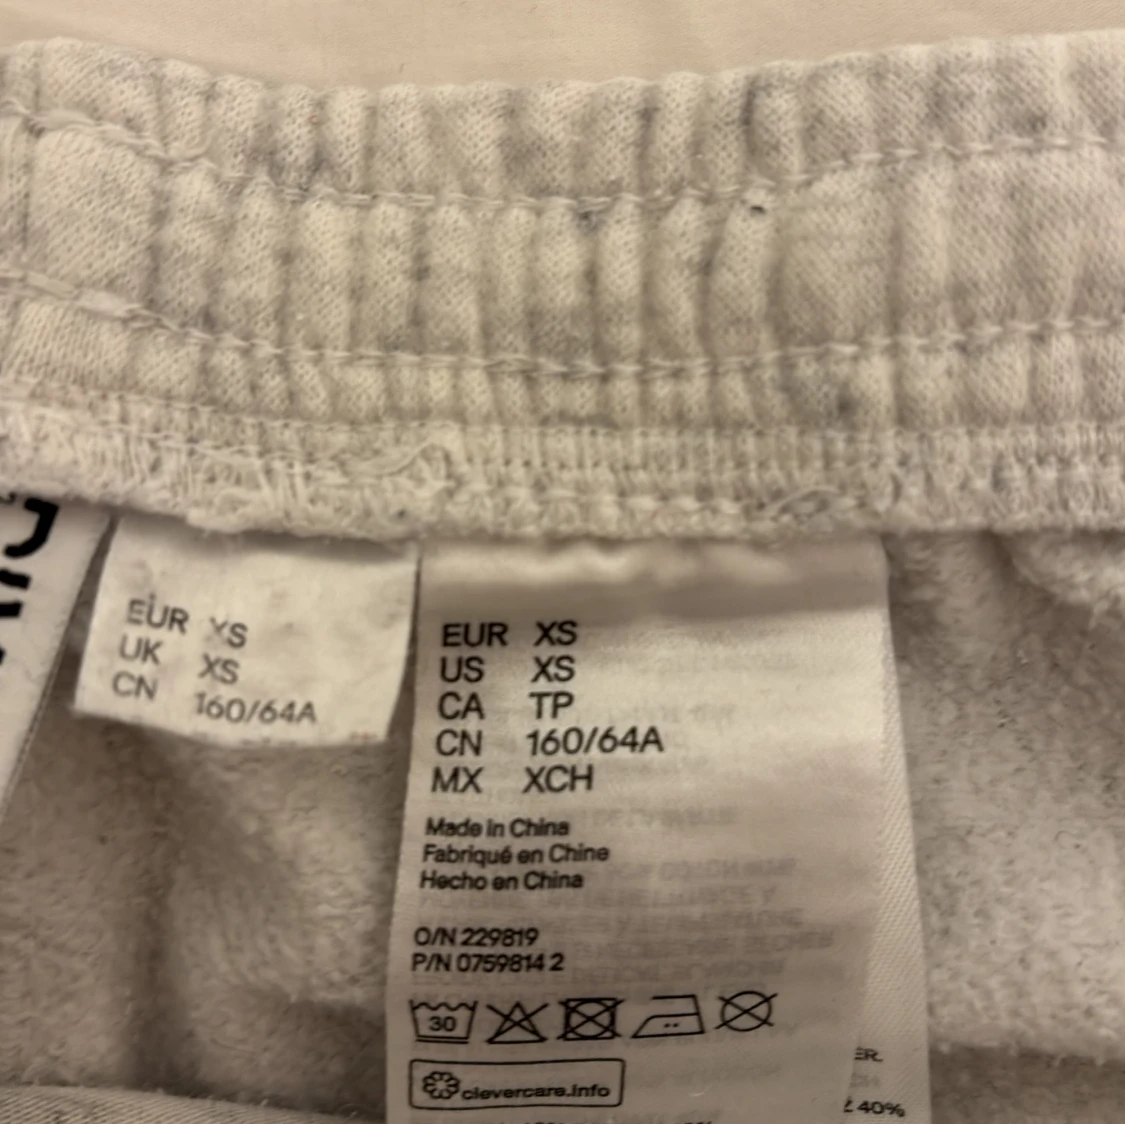 EUR XS
UK XS
CN 160/64A
EUR XS
US XS
CA TP
CN 160/64A
MX XCH
Made in China
Fabriqué en Chine
Hecho en China
O/N 229819
P/N 0759814 2
30
clevercare.info
40%